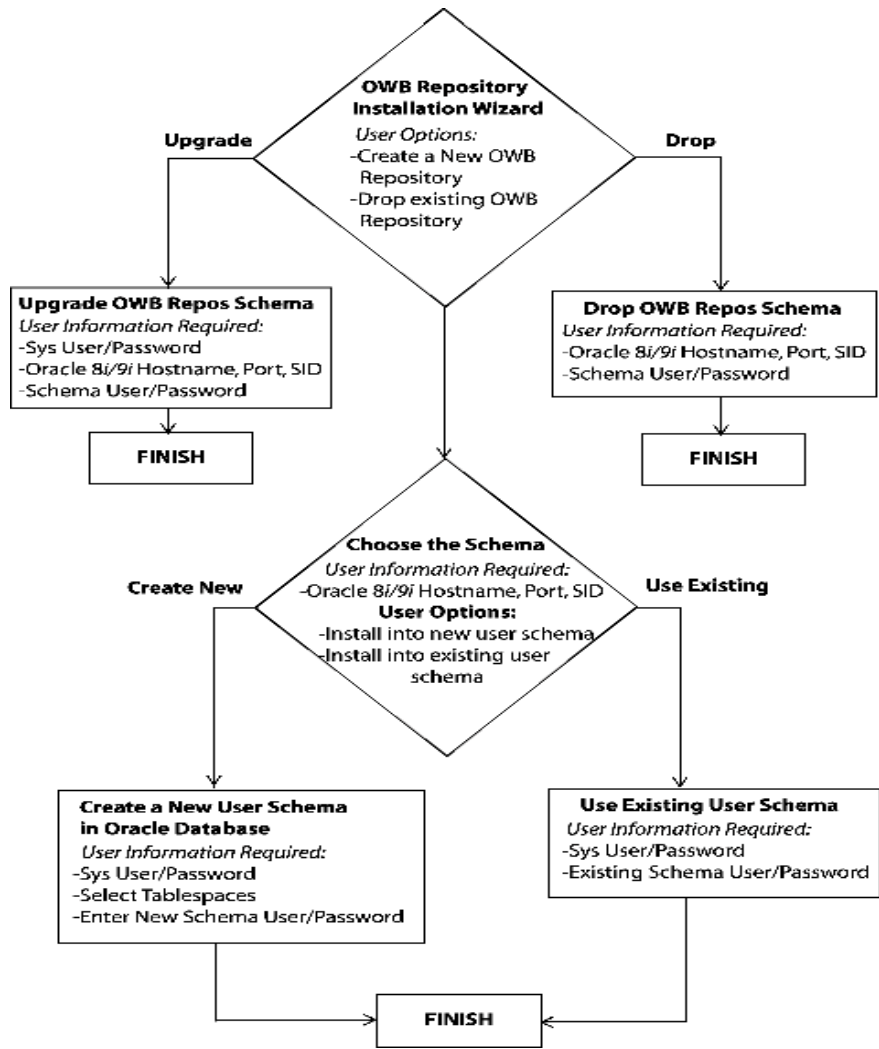 OWB Repository
Installation Wizard
User Options:
-Create a New OWB
Repository
-Drop existing OWB
Repository
Upgrade
Drop
Upgrade OWB Repos Schema
User Information Required:
-Sys User/Password
-Oracle 8i/9i Hostname, Port, SID
-Schema User/Password
Drop OWB Repos Schema
User Information Required:
-Oracle 8i/9i Hostname, Port, SID
-Schema User/Password
FINISH
FINISH
Choose the Schema
User Information Required:
-Oracle 8i/9i Hostname, Port, SID
User Options:
-Install into new user schema
-Install into existing user
schema
Create New
Use Existing
Create a New User Schema
in Oracle Database
User Information Required:
-Sys User/Password
-Select Tablespaces
-Enter New Schema User/Password
Use Existing User Schema
User Information Required:
-Sys User/Password
-Existing Schema User/Password
FINISH